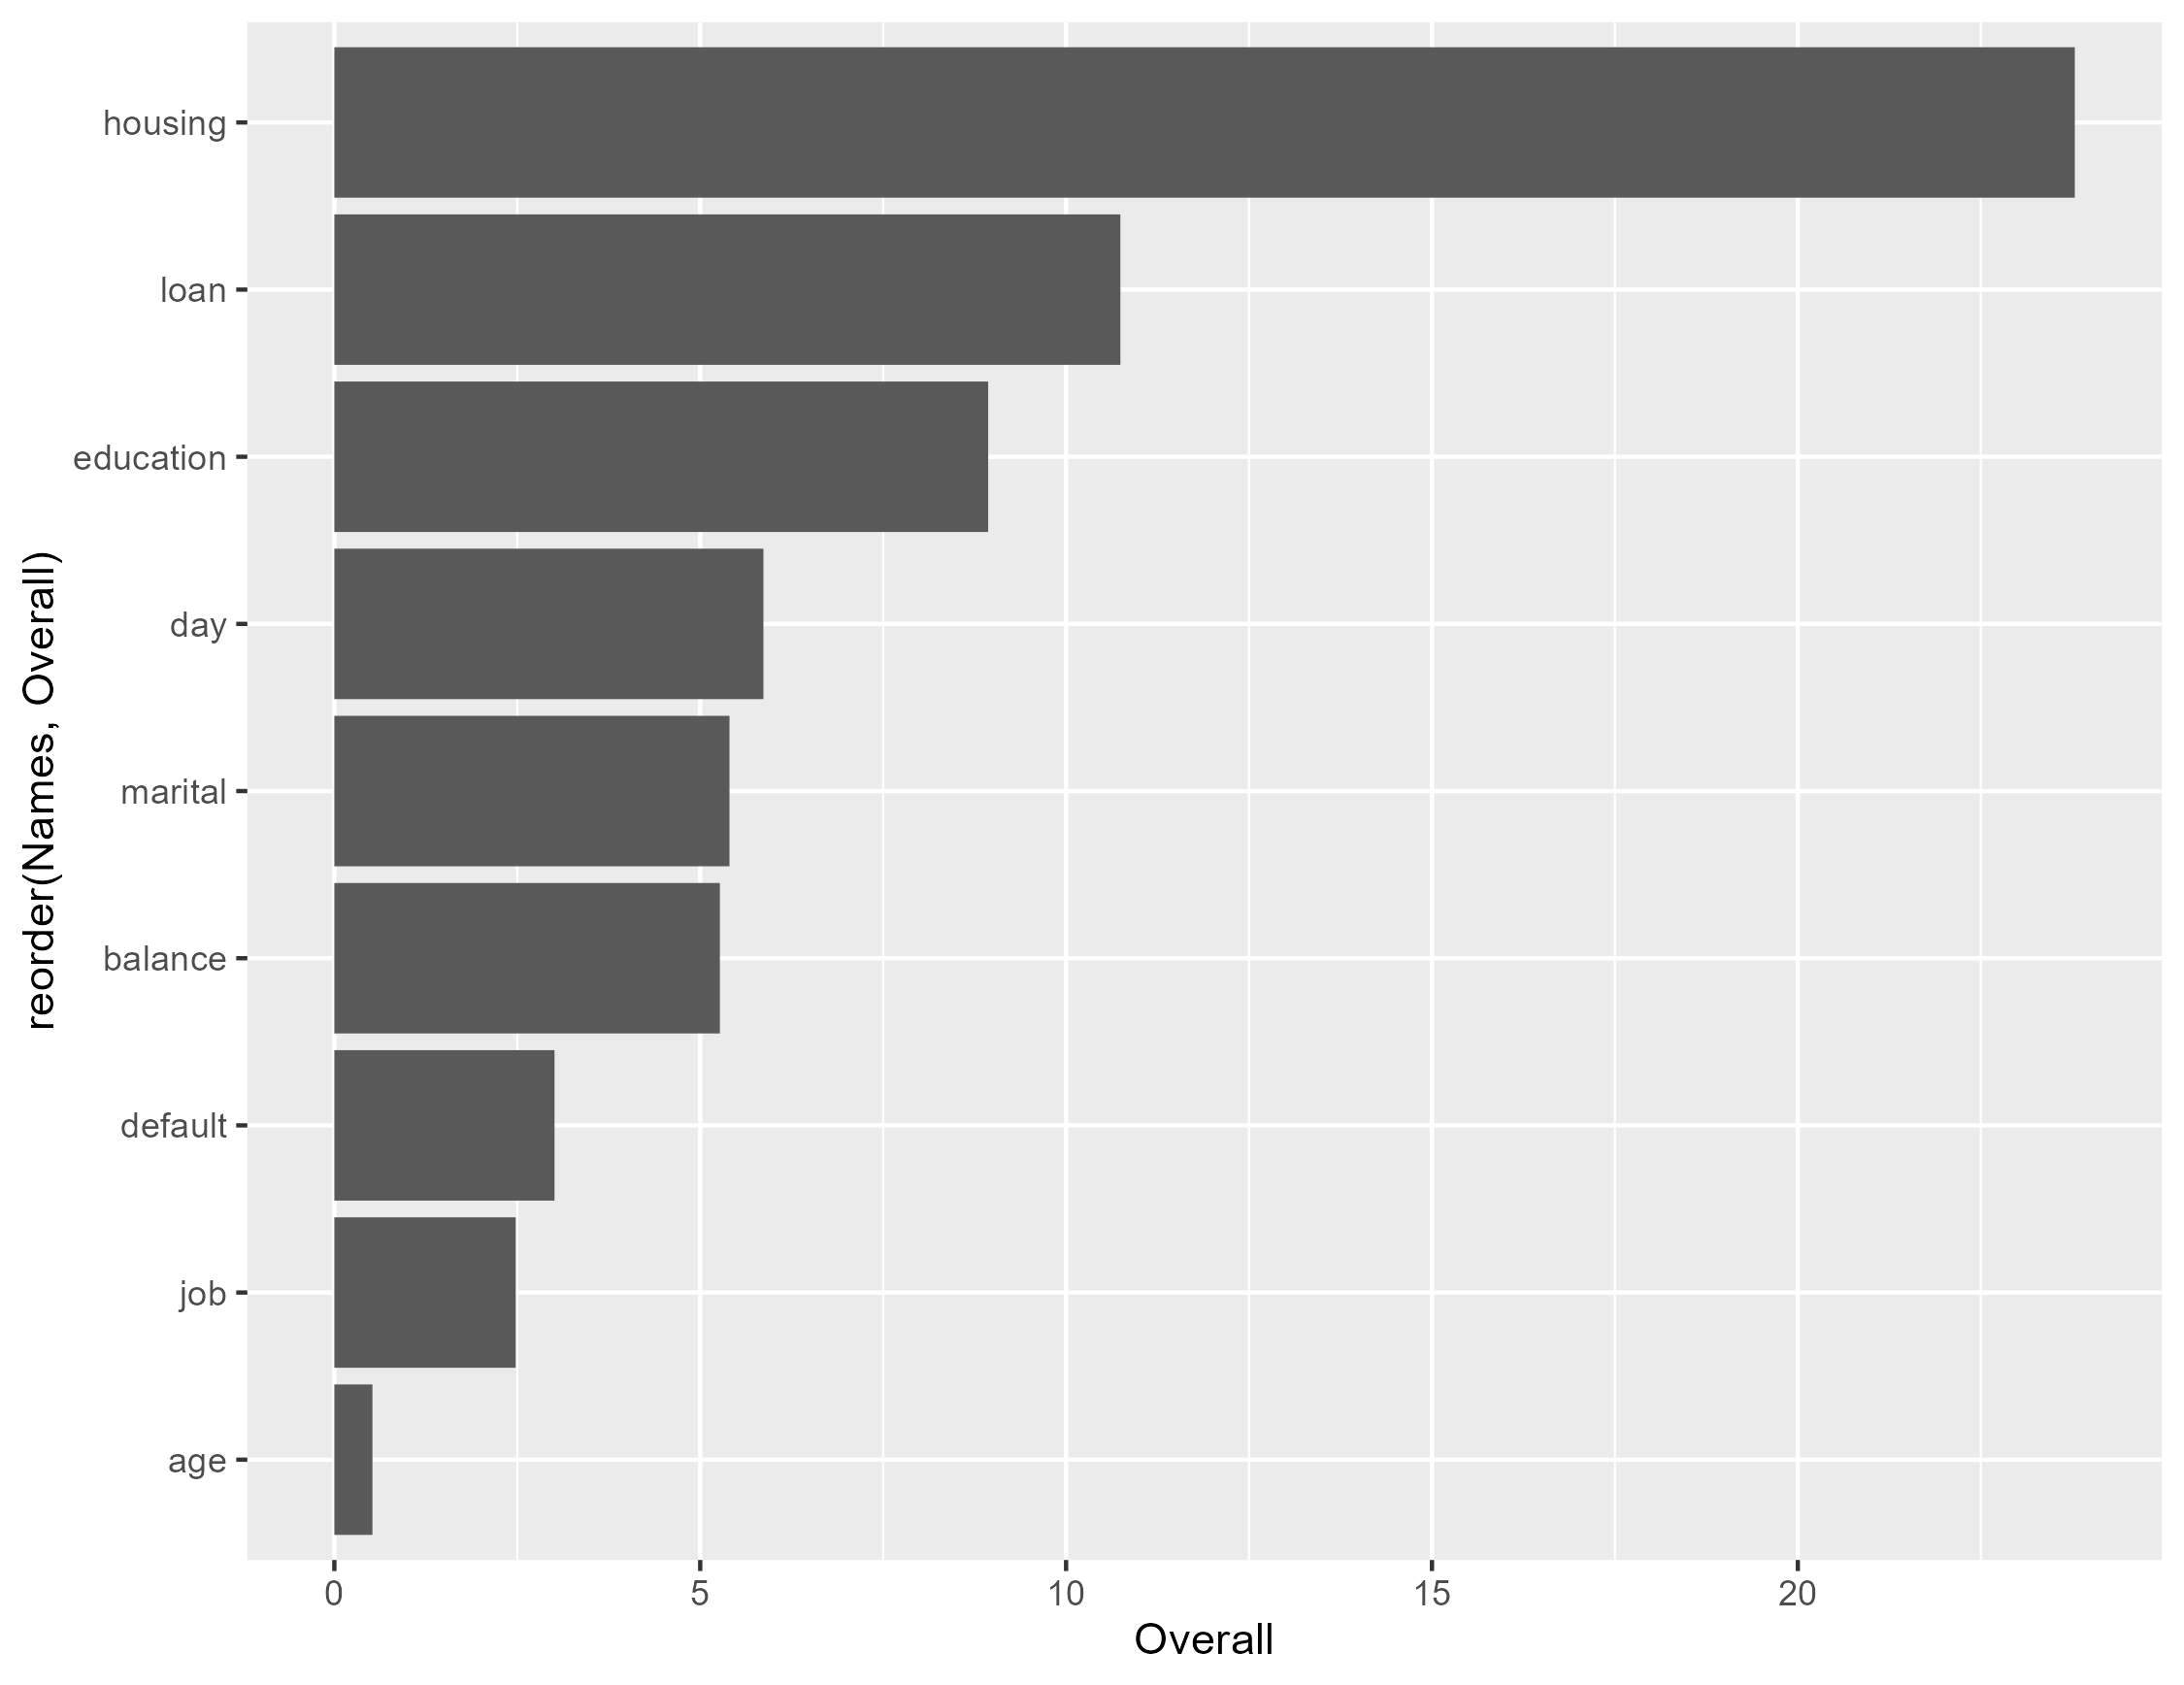 reorder(Names, Overall)
housing
loan
education
day
marital
balance
default
job
age
0 5 10 15 20
Overall